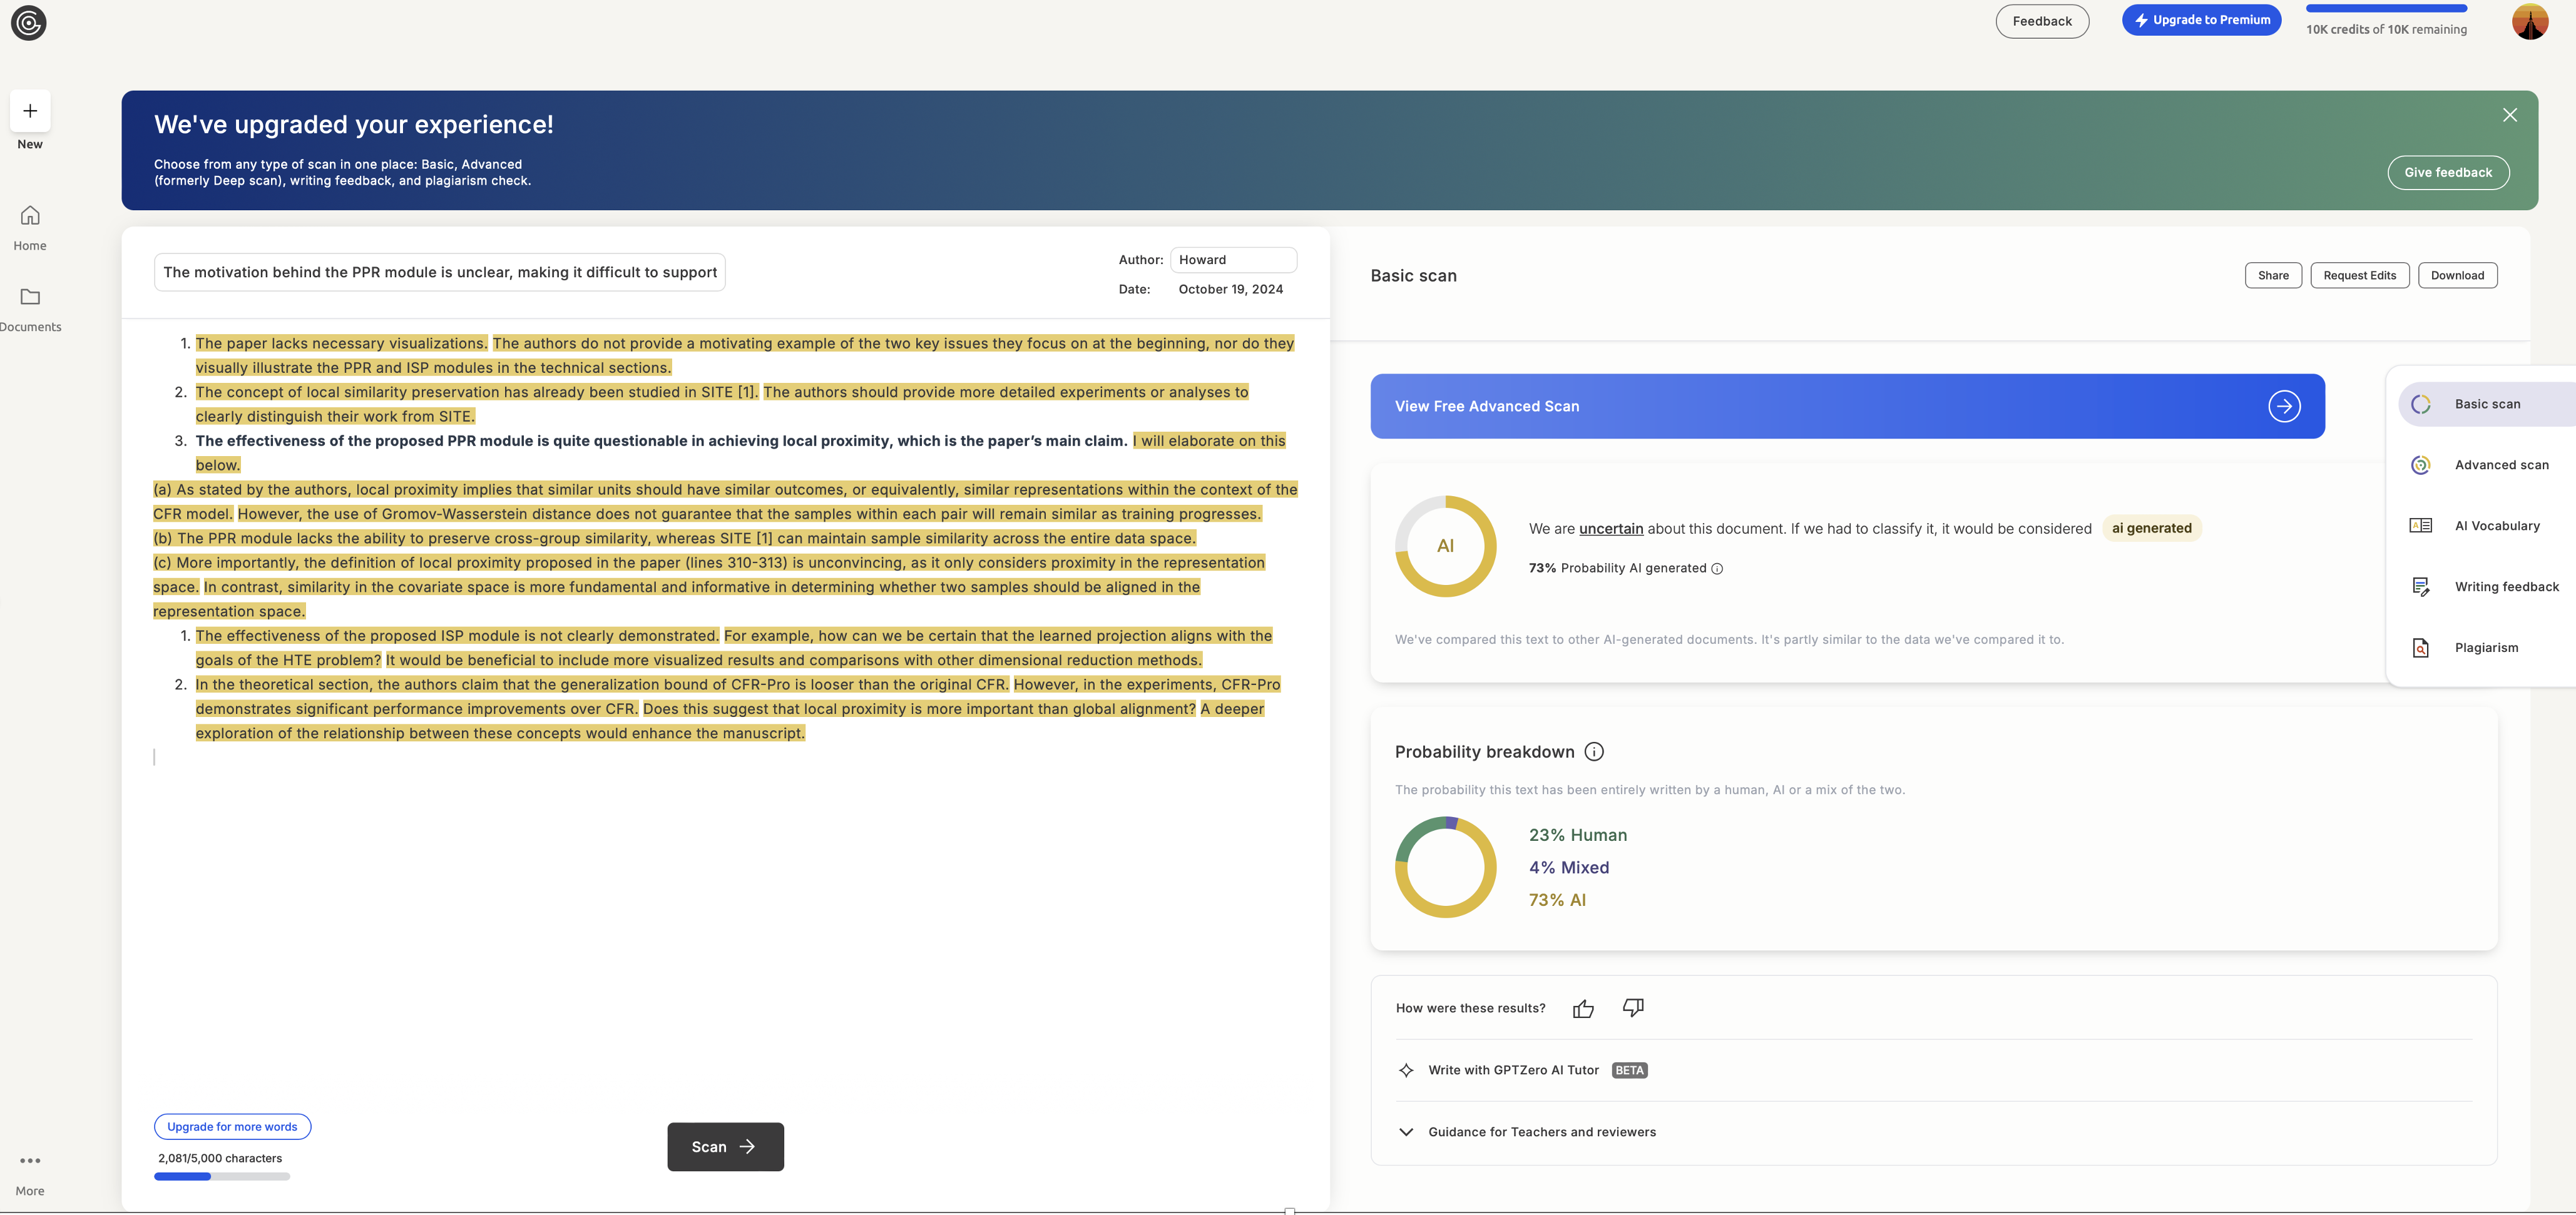 Feedback
Upgrade to Premium
10K credits of 10K remaining
New
Home
Documents
We've upgraded your experience!
Choose from any type of scan in one place: Basic, Advanced
(formerly Deep scan), writing feedback, and plagiarism check.
Give feedback
The motivation behind the PPR module is unclear, making it difficult to support
Author: Howard
Date: October 19, 2024
1. The paper lacks necessary visualizations. The authors do not provide a motivating example of the two key issues they focus on at the beginning, nor do they
visually illustrate the PPR and ISP modules in the technical sections.
2. The concept of local similarity preservation has already been studied in SITE [1]. The authors should provide more detailed experiments or analyses to
clearly distinguish their work from SITE.
3. The effectiveness of the proposed PPR module is quite questionable in achieving local proximity, which is the paper’s main claim. I will elaborate on this
below.
(a) As stated by the authors, local proximity implies that similar units should have similar outcomes, or equivalently, similar representations within the context of the
CFR model. However, the use of Gromov-Wasserstein distance does not guarantee that the samples within each pair will remain similar as training progresses.
(b) The PPR module lacks the ability to preserve cross-group similarity, whereas SITE [1] can maintain sample similarity across the entire data space.
(c) More importantly, the definition of local proximity proposed in the paper (lines 310-313) is unconvincing, as it only considers proximity in the representation
space. In contrast, similarity in the covariate space is more fundamental and informative in determining whether two samples should be aligned in the
representation space.
1. The effectiveness of the proposed ISP module is not clearly demonstrated. For example, how can we be certain that the learned projection aligns with the
goals of the HTE problem? It would be beneficial to include more visualized results and comparisons with other dimensional reduction methods.
2. In the theoretical section, the authors claim that the generalization bound of CFR-Pro is looser than the original CFR. However, in the experiments, CFR-Pro
demonstrates significant performance improvements over CFR. Does this suggest that local proximity is more important than global alignment? A deeper
exploration of the relationship between these concepts would enhance the manuscript.
Upgrade for more words
2,081/5,000 characters
Scan
More
Basic scan
Share
Request Edits
Download
View Free Advanced Scan
AI
We are uncertain about this document. If we had to classify it, it would be considered ai generated
73% Probability AI generated
We've compared this text to other AI-generated documents. It's partly similar to the data we've compared it to.
Basic scan
Advanced scan
AI Vocabulary
Writing feedback
Plagiarism
Probability breakdown
The probability this text has been entirely written by a human, AI or a mix of the two.
23% Human
4% Mixed
73% AI
How were these results?
Write with GPTZero AI Tutor BETA
Guidance for Teachers and reviewers